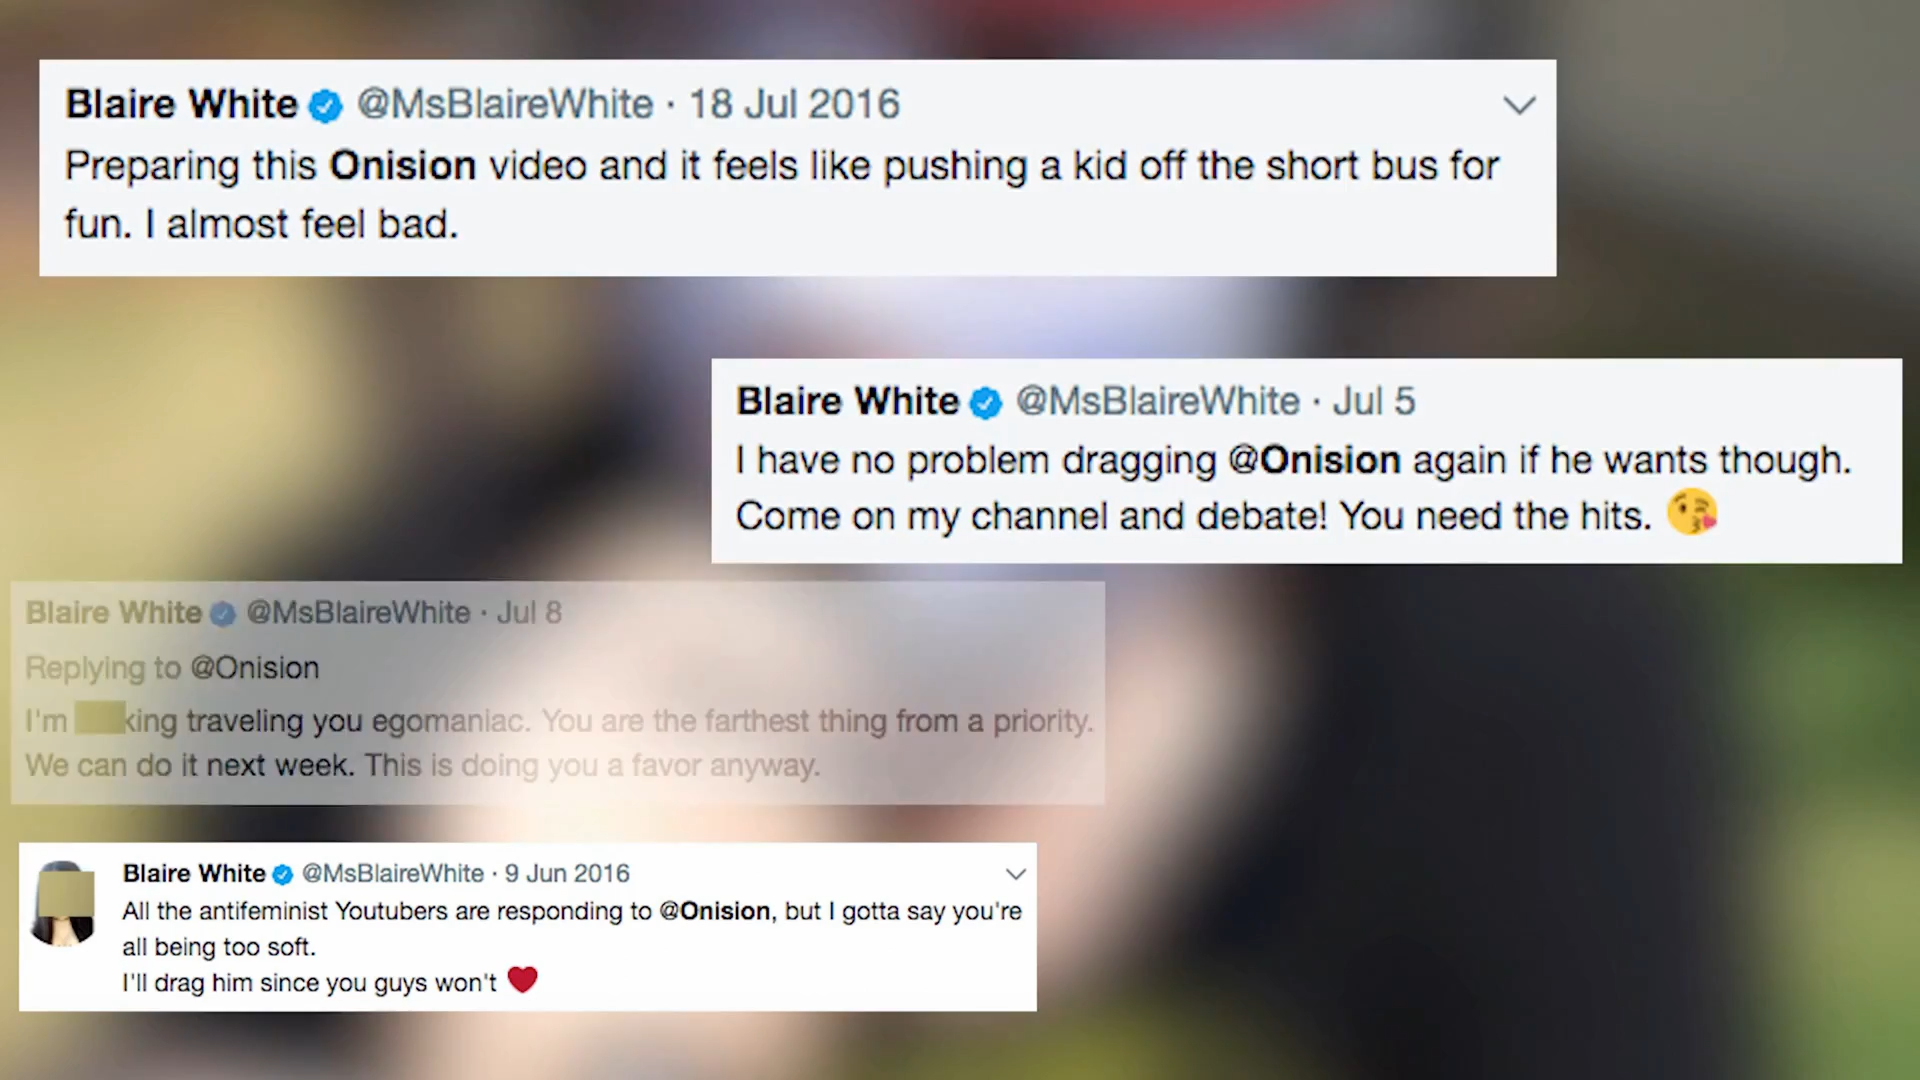 Blaire White @MsBlaireWhite · 18 Jul 2016
Preparing this Onision video and it feels like pushing a kid off the short bus for
fun. I almost feel bad.
Blaire White @MsBlaireWhite · Jul 5
I have no problem dragging @Onision again if he wants though.
Come on my channel and debate! You need the hits. 😘
Blaire White @MsBlaireWhite · Jul 8
Replying to @Onision
I'm king traveling you egomaniac. You are the farthest thing from a priority.
We can do it next week. This is doing you a favor anyway.
Blaire White @MsBlaireWhite · 9 Jun 2016
All the antifeminist Youtubers are responding to @Onision, but I gotta say you're
all being too soft.
I'll drag him since you guys won't ❤️